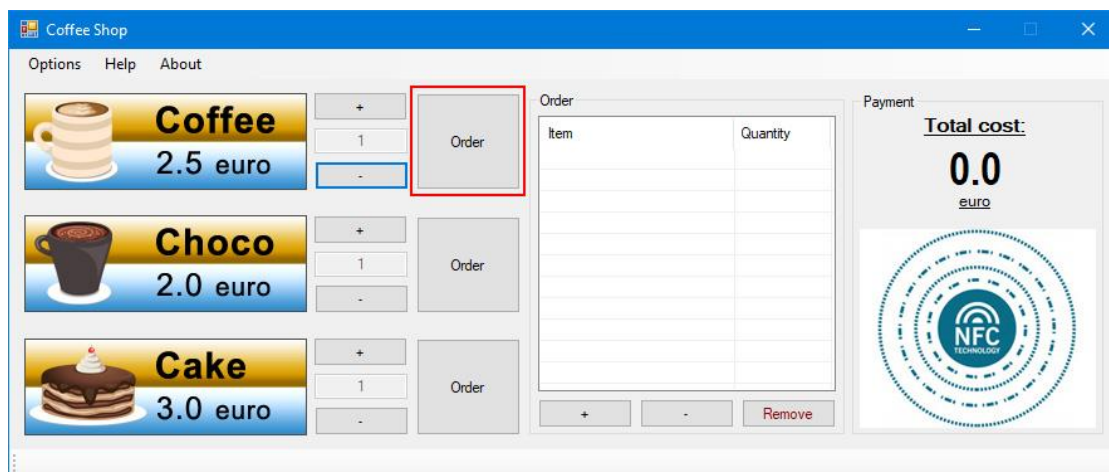 Coffee Shop
Options Help About
Coffee
2.5 euro
+
1
-
Order
Choco
2.0 euro
+
1
-
Order
Cake
3.0 euro
+
1
-
Order
Order
Item Quantity
+ - Remove
Payment
Total cost:
0.0
euro
NFC
TECHNOLOGY